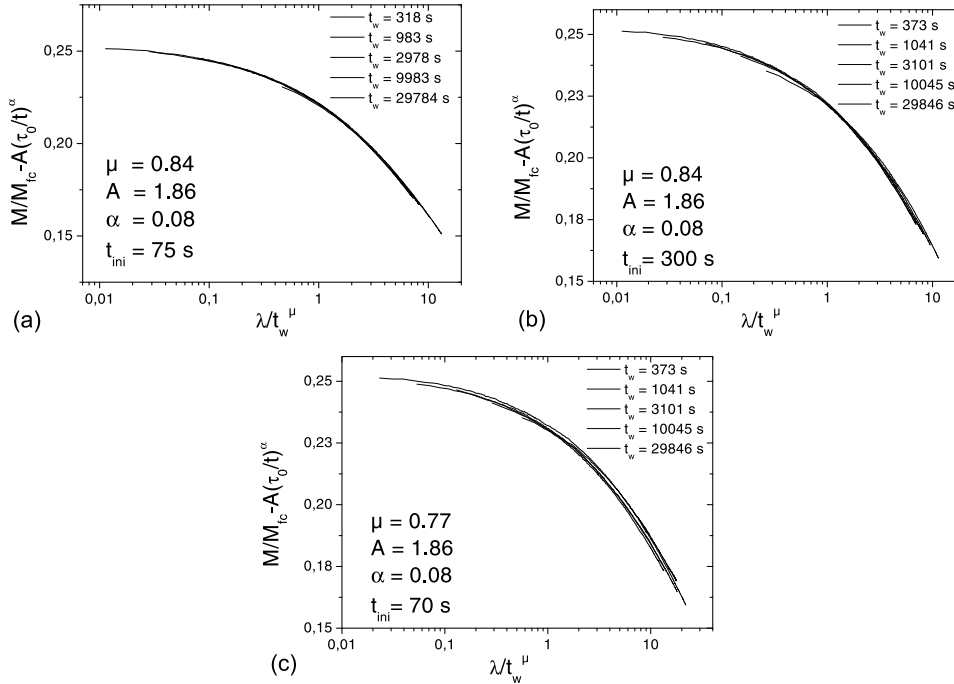 t_w = 318 s
t_w = 983 s
t_w = 2978 s
t_w = 9983 s
t_w = 29784 s
0,25
0,20
0,15
M/M_fc-A(τ_0/t)^α
μ = 0.84
A = 1.86
α = 0.08
t_ini = 75 s
0,01
0,1
1
10
(a)
λ/t_w^μ
t_w = 373 s
t_w = 1041 s
t_w = 3101 s
t_w = 10045 s
t_w = 29846 s
0,25
0,23
0,20
0,18
0,15
M/M_fc-A(τ_0/t)^α
μ = 0.84
A = 1.86
α = 0.08
t_ini = 300 s
0,01
0,1
1
10
(b)
λ/t_w^μ
t_w = 373 s
t_w = 1041 s
t_w = 3101 s
t_w = 10045 s
t_w = 29846 s
0,25
0,23
0,20
0,18
0,15
M/M_fc-A(τ_0/t)^α
μ = 0.77
A = 1.86
α = 0.08
t_ini = 70 s
0,01
0,1
1
10
(c)
λ/t_w^μ